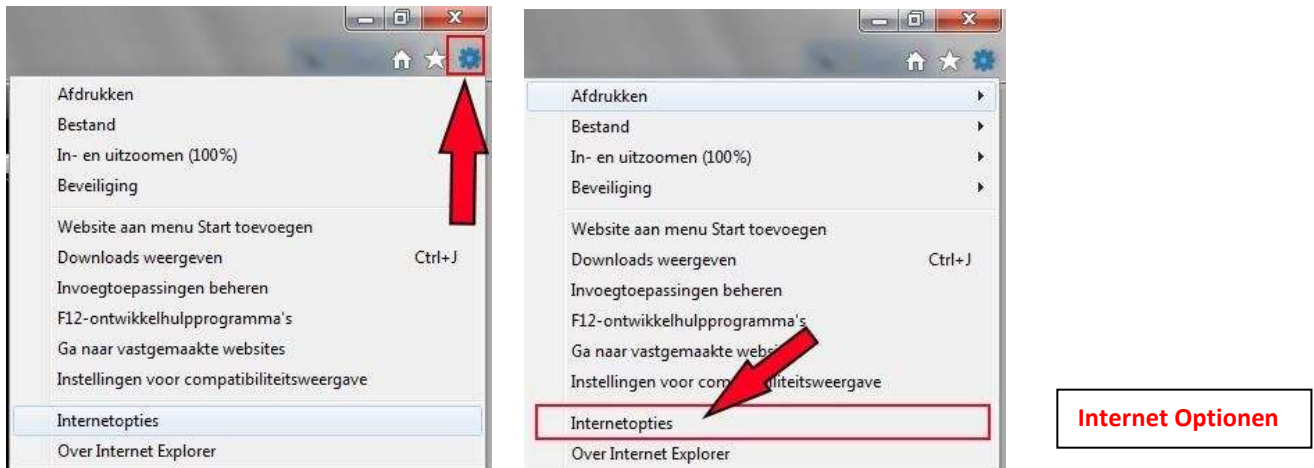 Afdrukken
Bestand
In- en uitzoomen (100%)
Beveiliging
Website aan menu Start toevoegen
Downloads weergeven Ctrl+J
Invoegtoepassingen beheren
F12-ontwikkelhulpprogramma's
Ga naar vastgemaakte websites
Instellingen voor compatibiliteitsweergave
Internetopties
Over Internet Explorer
Afdrukken
Bestand
In- en uitzoomen (100%)
Beveiliging
Website aan menu Start toevoegen
Downloads weergeven Ctrl+J
Invoegtoepassingen beheren
F12-ontwikkelhulpprogramma's
Ga naar vastgemaakte
Instellingen voor
Internetopties
Over Internet Explorer
Internet Optionen